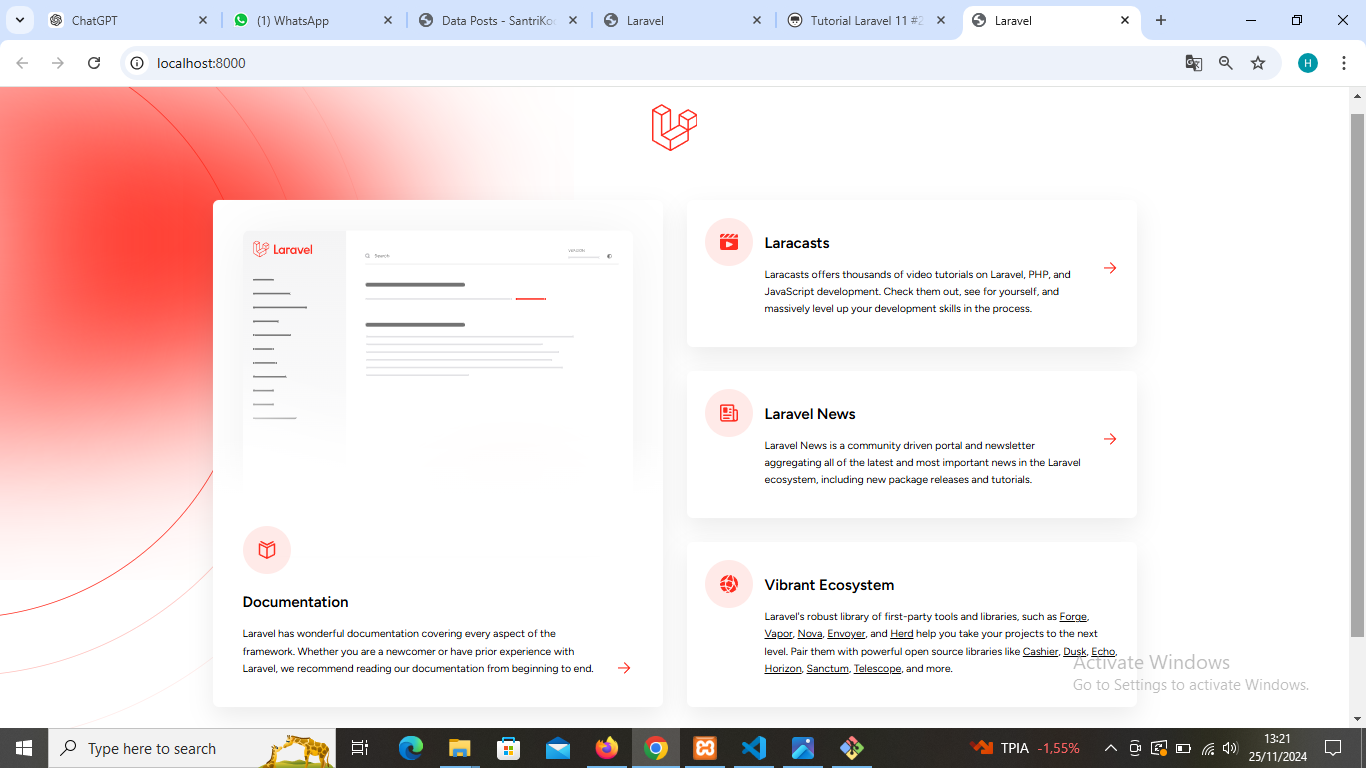 ChatGPT
(1) WhatsApp
Data Posts - SantriKo
Laravel
Tutorial Laravel 11 #2
Laravel
localhost:8000
H
Laravel
Search
VERSION
Documentation
Laravel has wonderful documentation covering every aspect of the
framework. Whether you are a newcomer or have prior experience with
Laravel, we recommend reading our documentation from beginning to end.
Laracasts
Laracasts offers thousands of video tutorials on Laravel, PHP, and
JavaScript development. Check them out, see for yourself, and
massively level up your development skills in the process.
Laravel News
Laravel News is a community driven portal and newsletter
aggregating all of the latest and most important news in the Laravel
ecosystem, including new package releases and tutorials.
Vibrant Ecosystem
Laravel's robust library of first-party tools and libraries, such as Forge,
Vapor, Nova, Envoyer, and Herd help you take your projects to the next
level. Pair them with powerful open source libraries like Cashier, Dusk, Echo,
Horizon, Sanctum, Telescope, and more.
Activate Windows
Go to Settings to activate Windows.
Type here to search
TPIA -1,55%
13:21
25/11/2024